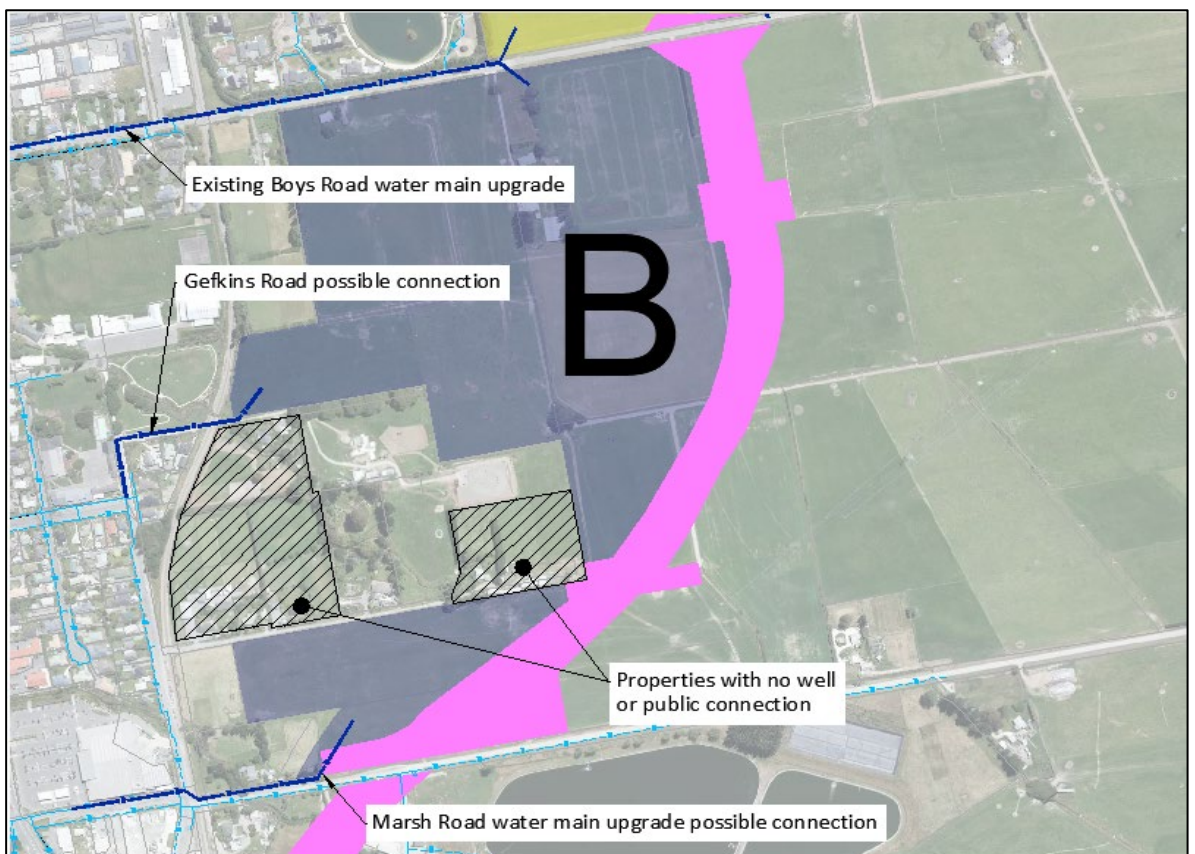 Existing Boys Road water main upgrade
Gefkins Road possible connection
B
Properties with no well
or public connection
Marsh Road water main upgrade possible connection